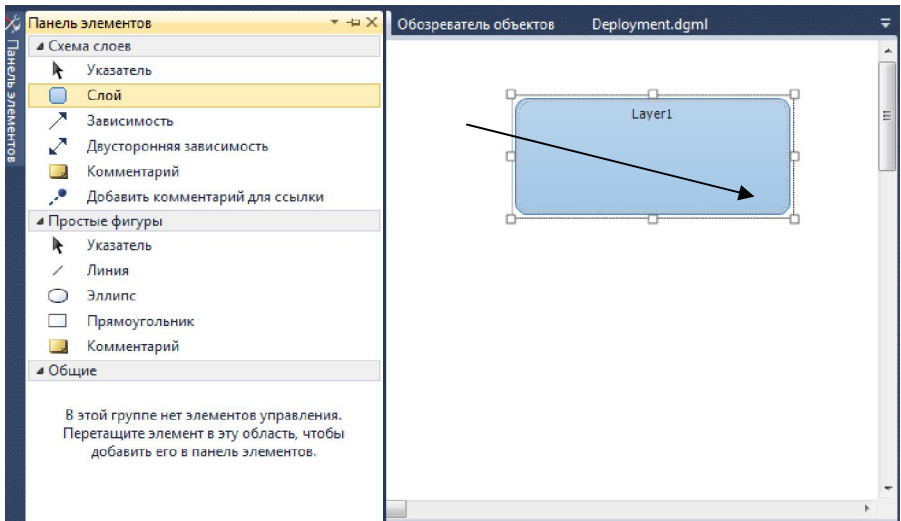 Панель элементов
Панель элементов
Схема слоев
Указатель
Слой
Зависимость
Двусторонняя зависимость
Комментарий
Добавить комментарий для ссылки
Простые фигуры
Указатель
Линия
Эллипс
Прямоугольник
Комментарий
Общие
В этой группе нет элементов управления.
Перетащите элемент в эту область, чтобы
добавить его в панель элементов.
Обозреватель объектов Deployment.dgml
Layer1